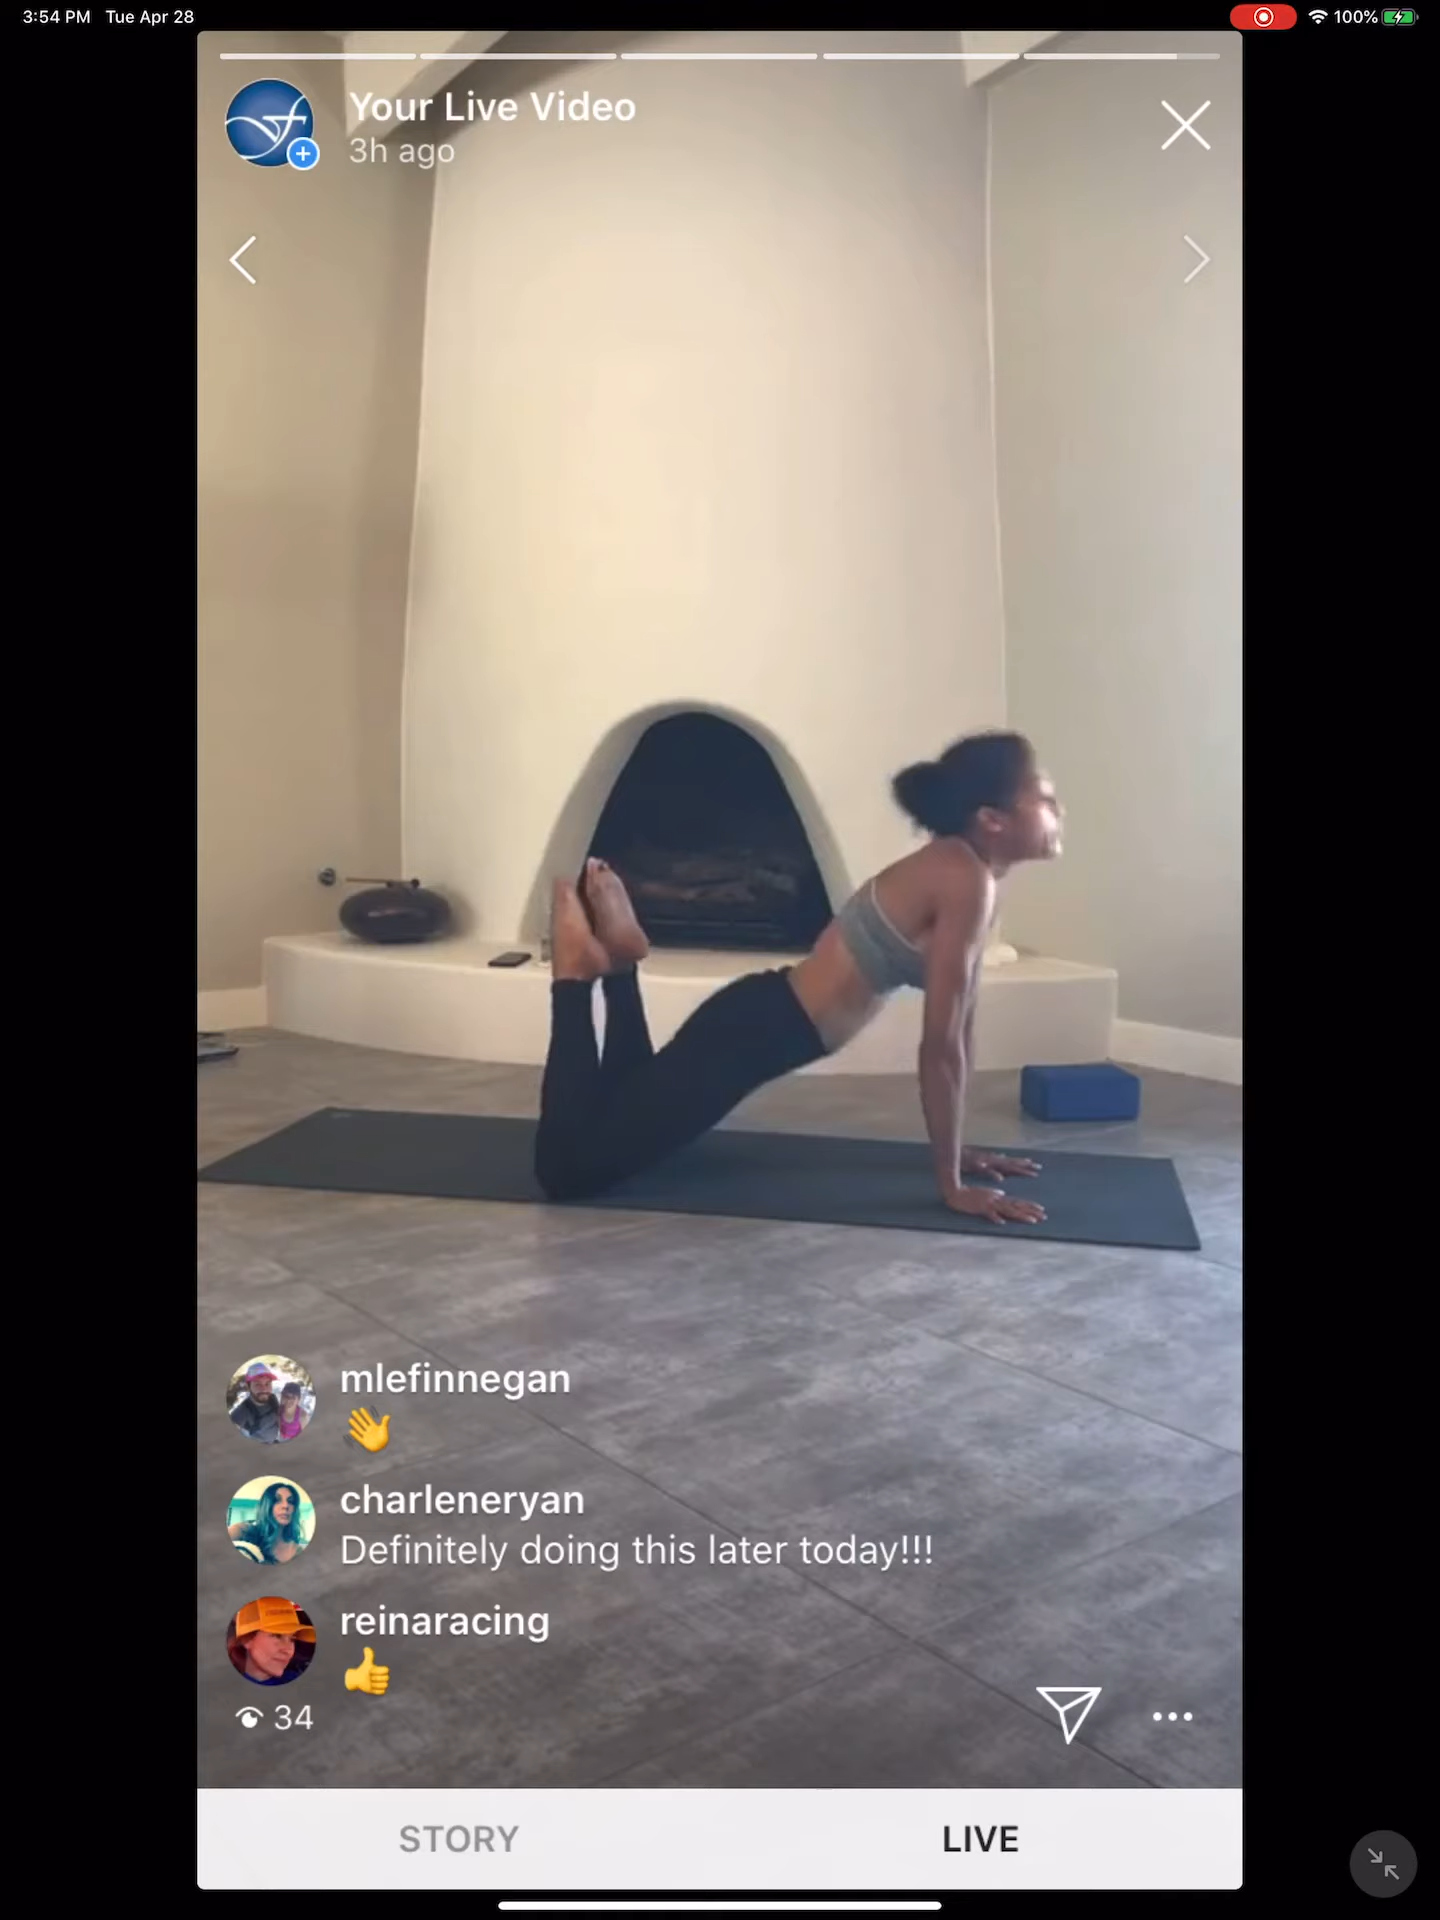 3:54 PM Tue Apr 28
100%
Your Live Video
3h ago
mlefinnegan
👋
charleneryan
Definitely doing this later today!!!
reinaracing
👍
34
STORY LIVE